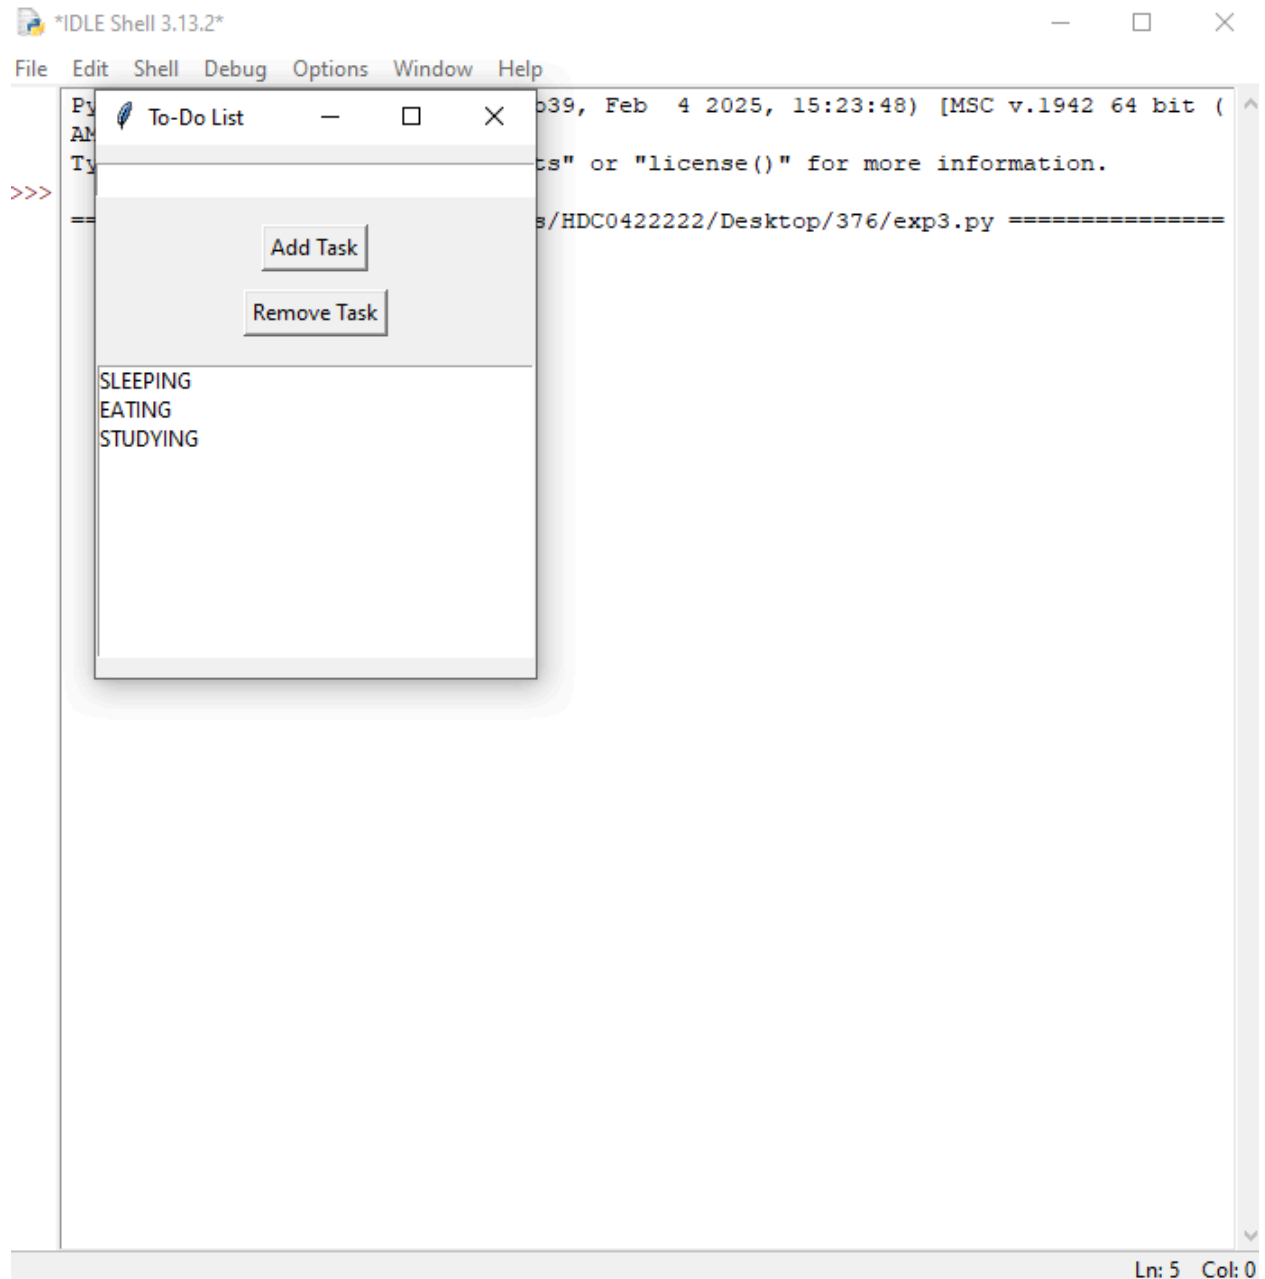 *IDLE Shell 3.13.2*
File Edit Shell Debug Options Window Help
b39, Feb  4 2025, 15:23:48) [MSC v.1942 64 bit (
AM
ts" or "license()" for more information.
>>>
s/HDC0422222/Desktop/376/exp3.py ===============
To-Do List
Add Task
Remove Task
SLEEPING
EATING
STUDYING
Ln: 5 Col: 0